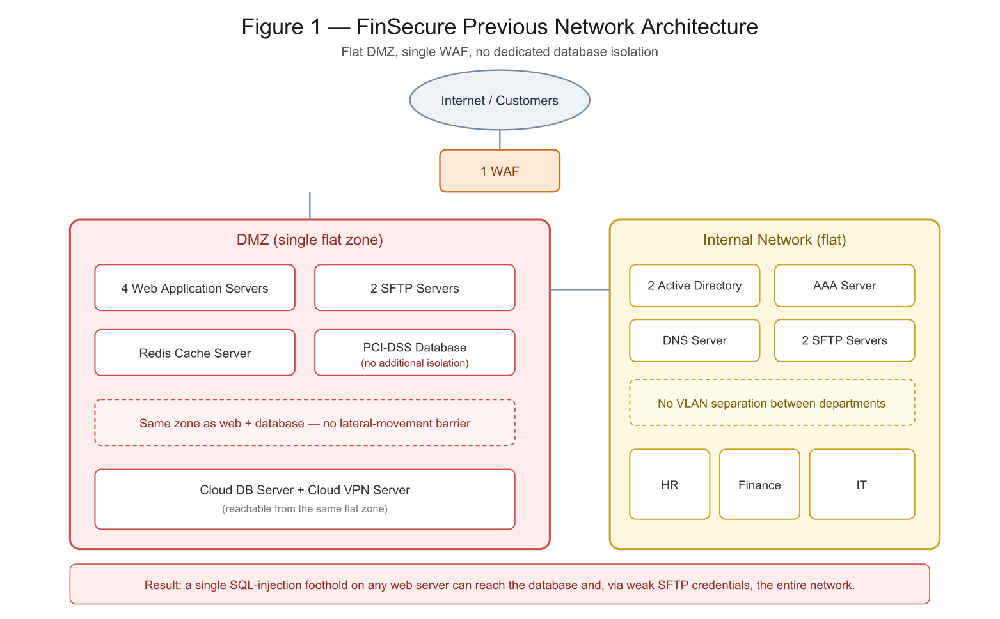 Figure 1 — FinSecure Previous Network Architecture
Flat DMZ, single WAF, no dedicated database isolation
Internet / Customers
1 WAF
DMZ (single flat zone)
4 Web Application Servers
2 SFTP Servers
Redis Cache Server
PCI-DSS Database
(no additional isolation)
Same zone as web + database — no lateral-movement barrier
Cloud DB Server + Cloud VPN Server
(reachable from the same flat zone)
Internal Network (flat)
2 Active Directory
AAA Server
DNS Server
2 SFTP Servers
No VLAN separation between departments
HR
Finance
IT
Result: a single SQL-injection foothold on any web server can reach the database and, via weak SFTP credentials, the entire network.